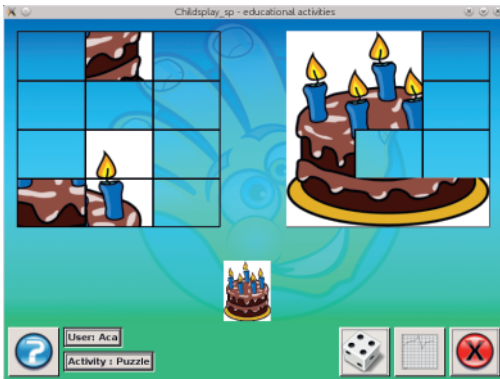 Childsplay_sp - educational activities
User: Aca
Activity : Puzzle